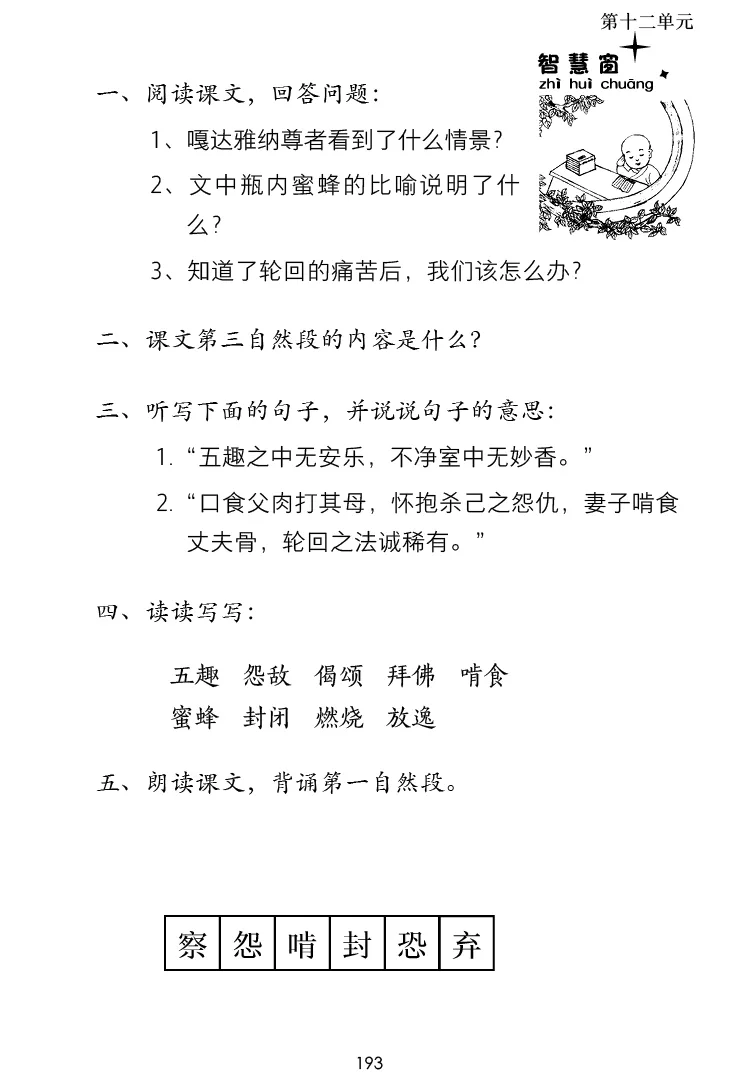 第十二单元
智慧窗
zhì huì chuāng
一、阅读课文，回答问题：
1、嘎达雅纳尊者看到了什么情景？
2、文中瓶内蜜蜂的比喻说明了什
么？
3、知道了轮回的痛苦后，我们该怎么办？
二、课文第三自然段的内容是什么？
三、听写下面的句子，并说说句子的意思：
1. “五趣之中无安乐，不净室中无妙香。”
2. “口食父肉打其母，怀抱杀己之怨仇，妻子啃食
丈夫骨，轮回之法诚稀有。”
四、读读写写：
五趣 怨敌 偈颂 拜佛 啃食
蜜蜂 封闭 燃烧 放逸
五、朗读课文，背诵第一自然段。
察 怨 啃 封 恐 弃
193